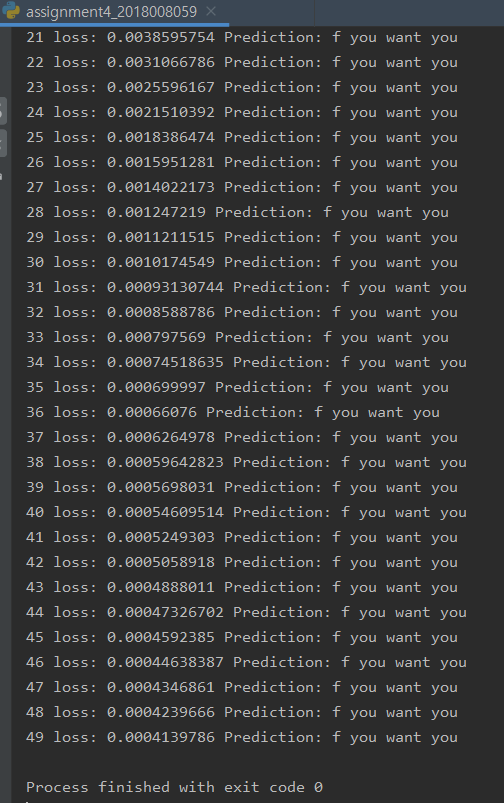 assignment4_2018008059 ×
21 loss: 0.0038595754 Prediction: f you want you
22 loss: 0.0031066786 Prediction: f you want you
23 loss: 0.0025596167 Prediction: f you want you
24 loss: 0.0021510392 Prediction: f you want you
25 loss: 0.0018386474 Prediction: f you want you
26 loss: 0.0015951281 Prediction: f you want you
27 loss: 0.0014022173 Prediction: f you want you
28 loss: 0.001247219 Prediction: f you want you
29 loss: 0.0011211515 Prediction: f you want you
30 loss: 0.0010174549 Prediction: f you want you
31 loss: 0.00093130744 Prediction: f you want you
32 loss: 0.0008588786 Prediction: f you want you
33 loss: 0.000797569 Prediction: f you want you
34 loss: 0.00074518635 Prediction: f you want you
35 loss: 0.000699997 Prediction: f you want you
36 loss: 0.00066076 Prediction: f you want you
37 loss: 0.0006264978 Prediction: f you want you
38 loss: 0.00059642823 Prediction: f you want you
39 loss: 0.0005698031 Prediction: f you want you
40 loss: 0.00054609514 Prediction: f you want you
41 loss: 0.0005249303 Prediction: f you want you
42 loss: 0.0005058918 Prediction: f you want you
43 loss: 0.0004888011 Prediction: f you want you
44 loss: 0.00047326702 Prediction: f you want you
45 loss: 0.0004592385 Prediction: f you want you
46 loss: 0.00044638387 Prediction: f you want you
47 loss: 0.0004346861 Prediction: f you want you
48 loss: 0.0004239666 Prediction: f you want you
49 loss: 0.0004139786 Prediction: f you want you
Process finished with exit code 0